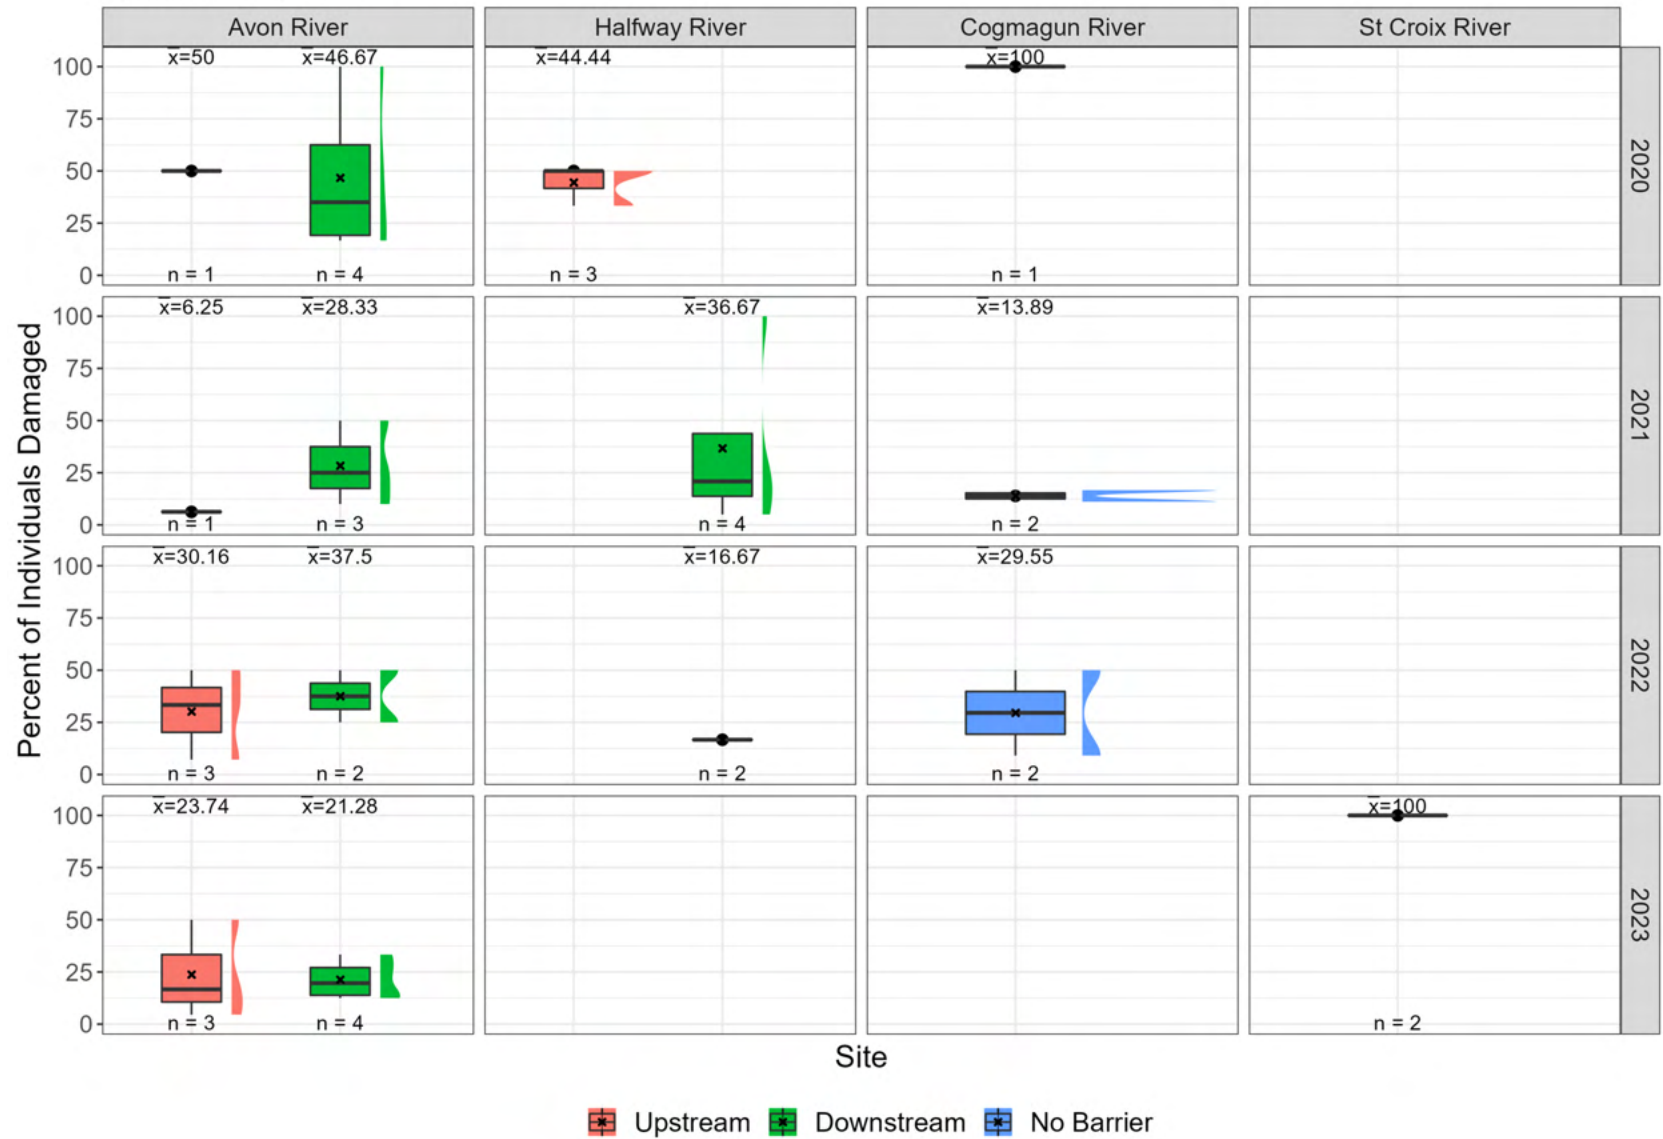 Avon River Halfway River Cogmagun River St Croix River
x̄=50 x̄=46.67 x̄=44.44 x̄=100
100
75
50
25
0
n = 1 n = 4 n = 3 n = 1
2020
x̄=6.25 x̄=28.33 x̄=36.67 x̄=13.89
100
75
50
25
0
n = 1 n = 3 n = 4 n = 2
2021
x̄=30.16 x̄=37.5 x̄=16.67 x̄=29.55
100
75
50
25
0
n = 3 n = 2 n = 2 n = 2
2022
x̄=23.74 x̄=21.28 x̄=100
100
75
50
25
0
n = 3 n = 4 n = 2
2023
Percent of Individuals Damaged
Site
Upstream Downstream No Barrier